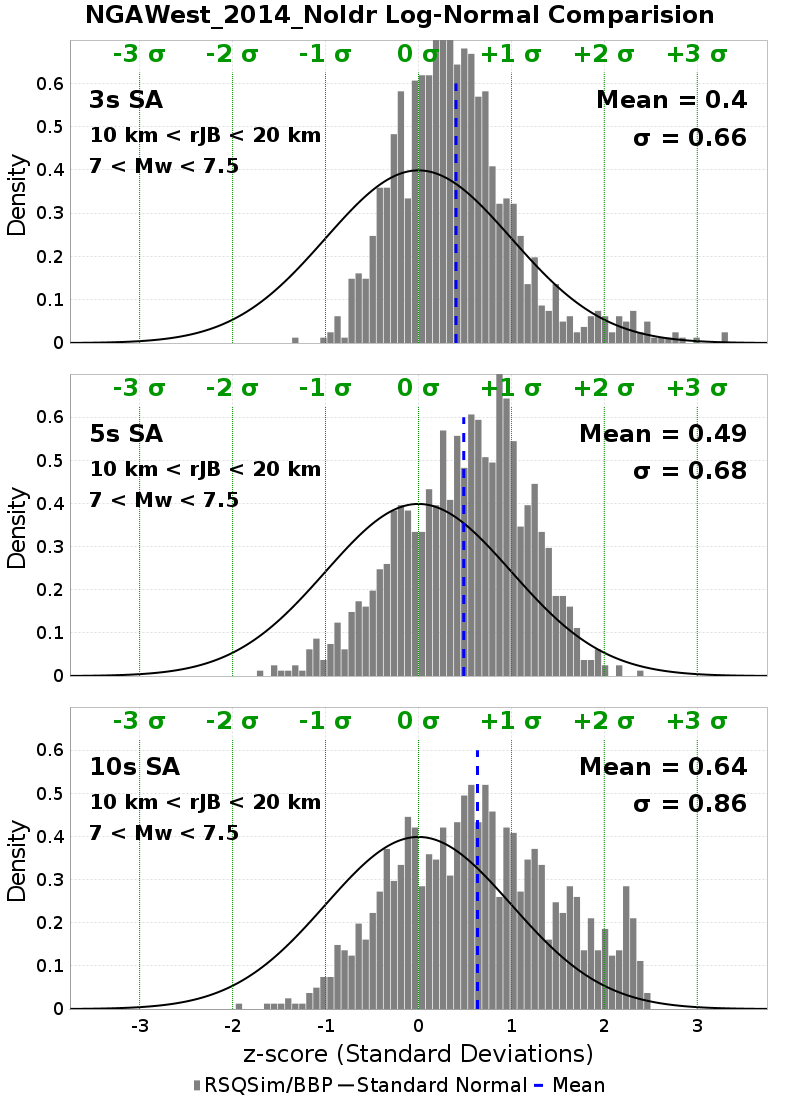 NGAWest_2014_NoIdr Log-Normal Comparision
-3 σ -2 σ -1 σ 0 σ +1 σ +2 σ +3 σ
3s SA Mean = 0.4
10 km < rJB < 20 km σ = 0.66
7 < Mw < 7.5
Density
0.6
0.5
0.4
0.3
0.2
0.1
0
-3 σ -2 σ -1 σ 0 σ +1 σ +2 σ +3 σ
5s SA Mean = 0.49
10 km < rJB < 20 km σ = 0.68
7 < Mw < 7.5
Density
0.6
0.5
0.4
0.3
0.2
0.1
0
-3 σ -2 σ -1 σ 0 σ +1 σ +2 σ +3 σ
10s SA Mean = 0.64
10 km < rJB < 20 km σ = 0.86
7 < Mw < 7.5
Density
0.6
0.5
0.4
0.3
0.2
0.1
0
-3 -2 -1 0 1 2 3
z-score (Standard Deviations)
RSQSim/BBP Standard Normal Mean